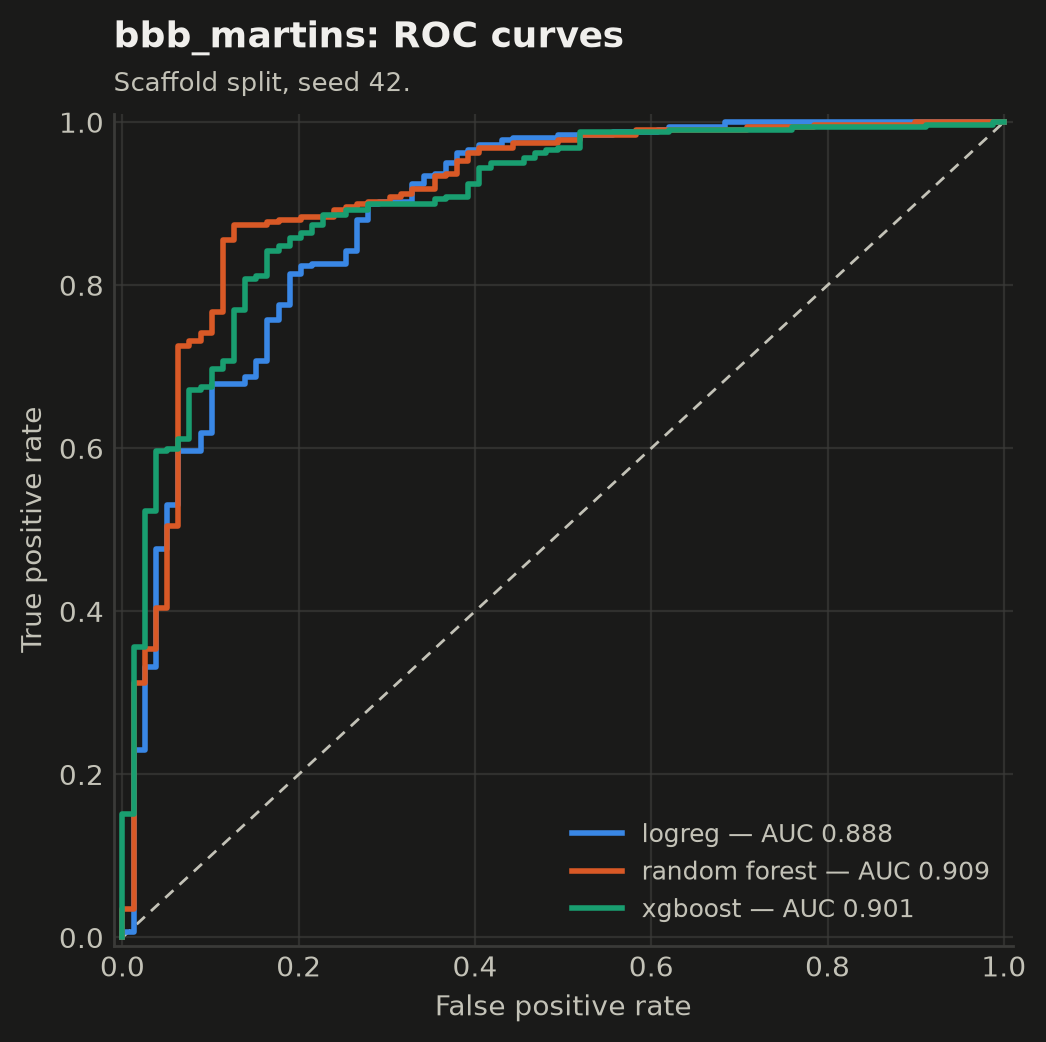 bbb_martins: ROC curves
Scaffold split, seed 42.
True positive rate
1.0
0.8
0.6
0.4
0.2
0.0
logreg — AUC 0.888
random forest — AUC 0.909
xgboost — AUC 0.901
0.0 0.2 0.4 0.6 0.8 1.0
False positive rate